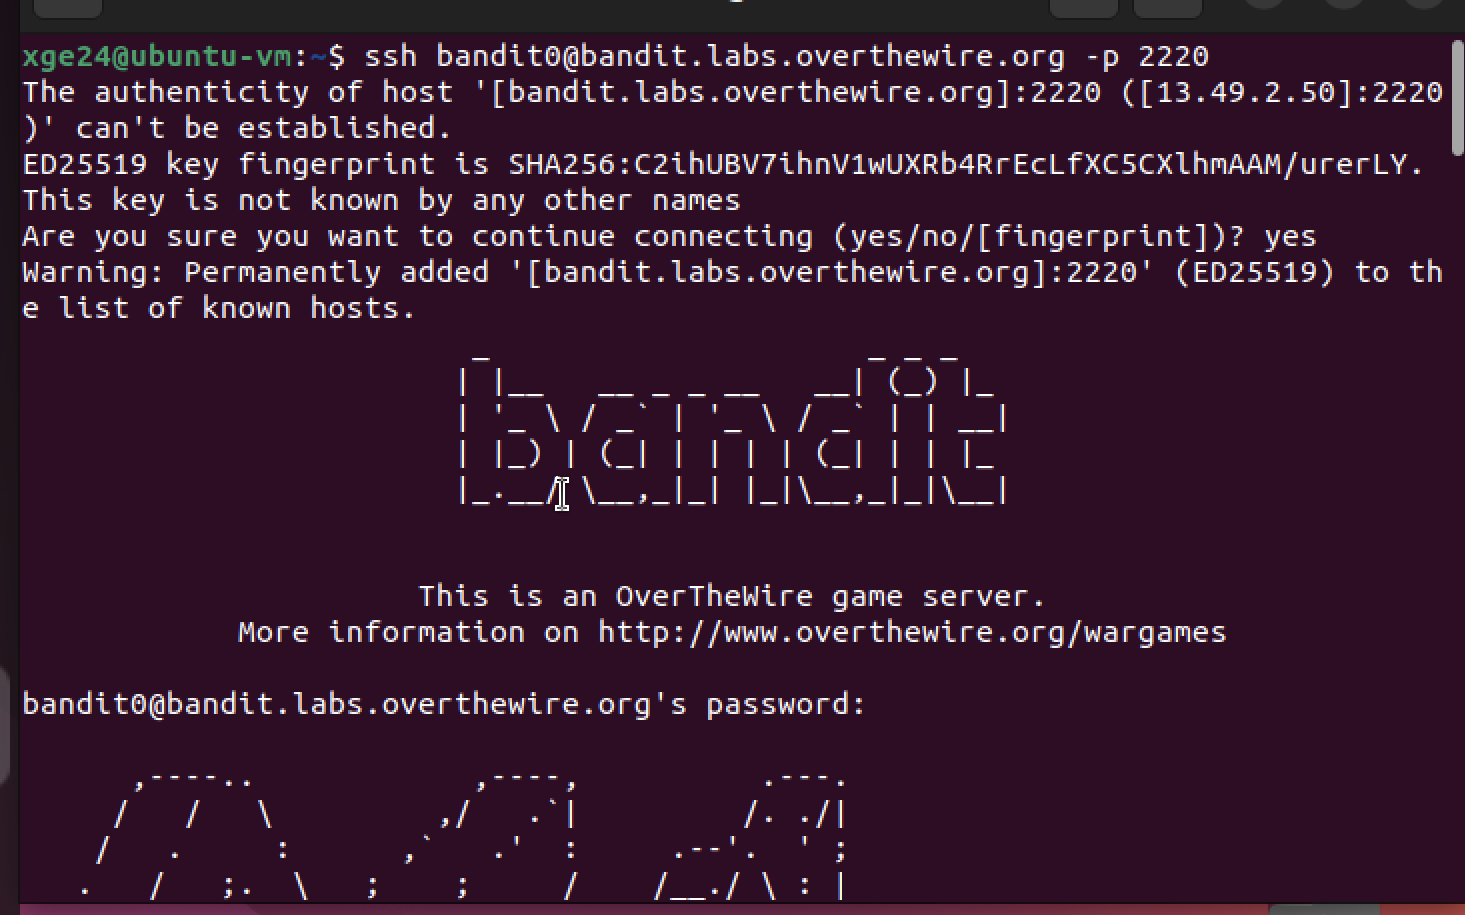 xge24@ubuntu-vm:~$ ssh bandit0@bandit.labs.overthewire.org -p 2220
The authenticity of host '[bandit.labs.overthewire.org]:2220 ([13.49.2.50]:2220
)' can't be established.
ED25519 key fingerprint is SHA256:C2ihUBV7ihnV1wUXRb4RrEcLfXC5CXlhmAAM/urerLY.
This key is not known by any other names
Are you sure you want to continue connecting (yes/no/[fingerprint])? yes
Warning: Permanently added '[bandit.labs.overthewire.org]:2220' (ED25519) to th
e list of known hosts.
bandit
This is an OverTheWire game server.
More information on http://www.overthewire.org/wargames
bandit0@bandit.labs.overthewire.org's password: